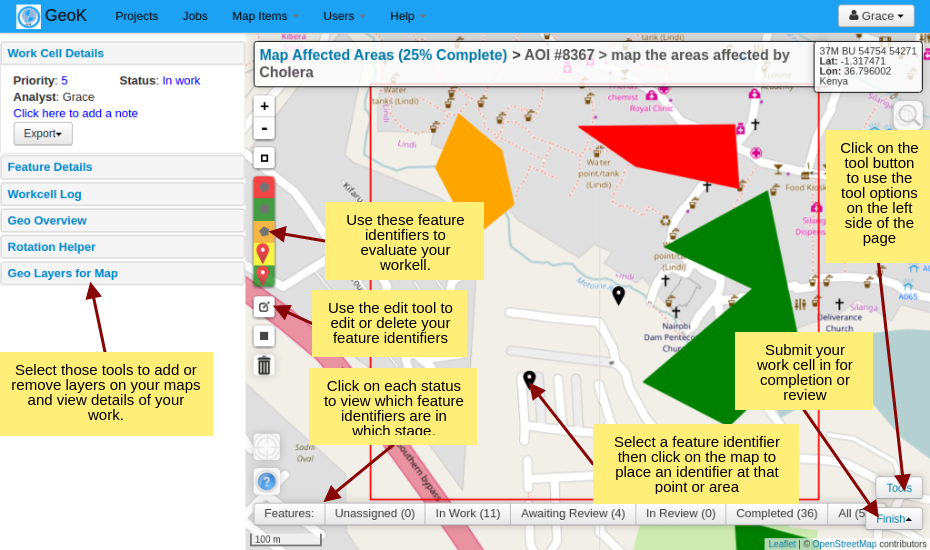 GeoK
Projects
Jobs
Map Items
Users
Help
Grace
Work Cell Details
Priority: 5
Status: In work
Analyst: Grace
Click here to add a note
Export
Feature Details
Workcell Log
Geo Overview
Rotation Helper
Geo Layers for Map
Map Affected Areas (25% Complete) > AOI #8367 > map the areas affected by
Cholera
37M BU 54754 54271
Lat: -1.317471
Lon: 36.796002
Kenya
Kibera
tanks (Lindi)
Water
tanks (Lindi)
Lindi
Lindi
chemist
Royal Clinic
Water
point/tank
(Lindi)
Food Kiosk
Silanga
Silang
Dispens
point/t
(Lindi)
Lindi
Kifaru
Nairobi
Dam Penteco
Church
Silanga
Deliverance
Church
A065
Sadili
Oval
Southern bypass
+
-
Click on the
tool button
to use the
tool options
on the left
side of the
page
Use these feature
identifiers to
evaluate your
workell.
Use the edit tool to
edit or delete your
feature identifiers
Select those tools to add or
remove layers on your maps
and view details of your
work.
Click on each status
to view which feature
identifiers are in
which stage.
Submit your
work cell in for
completion or
review
Select a feature identifier
then click on the map to
place an identifier at that
point or area
?
Tools
Finish
Features:
Unassigned (0)
In Work (11)
Awaiting Review (4)
In Review (0)
Completed (36)
All (5
100 m
Leaflet | © OpenStreetMap contributors